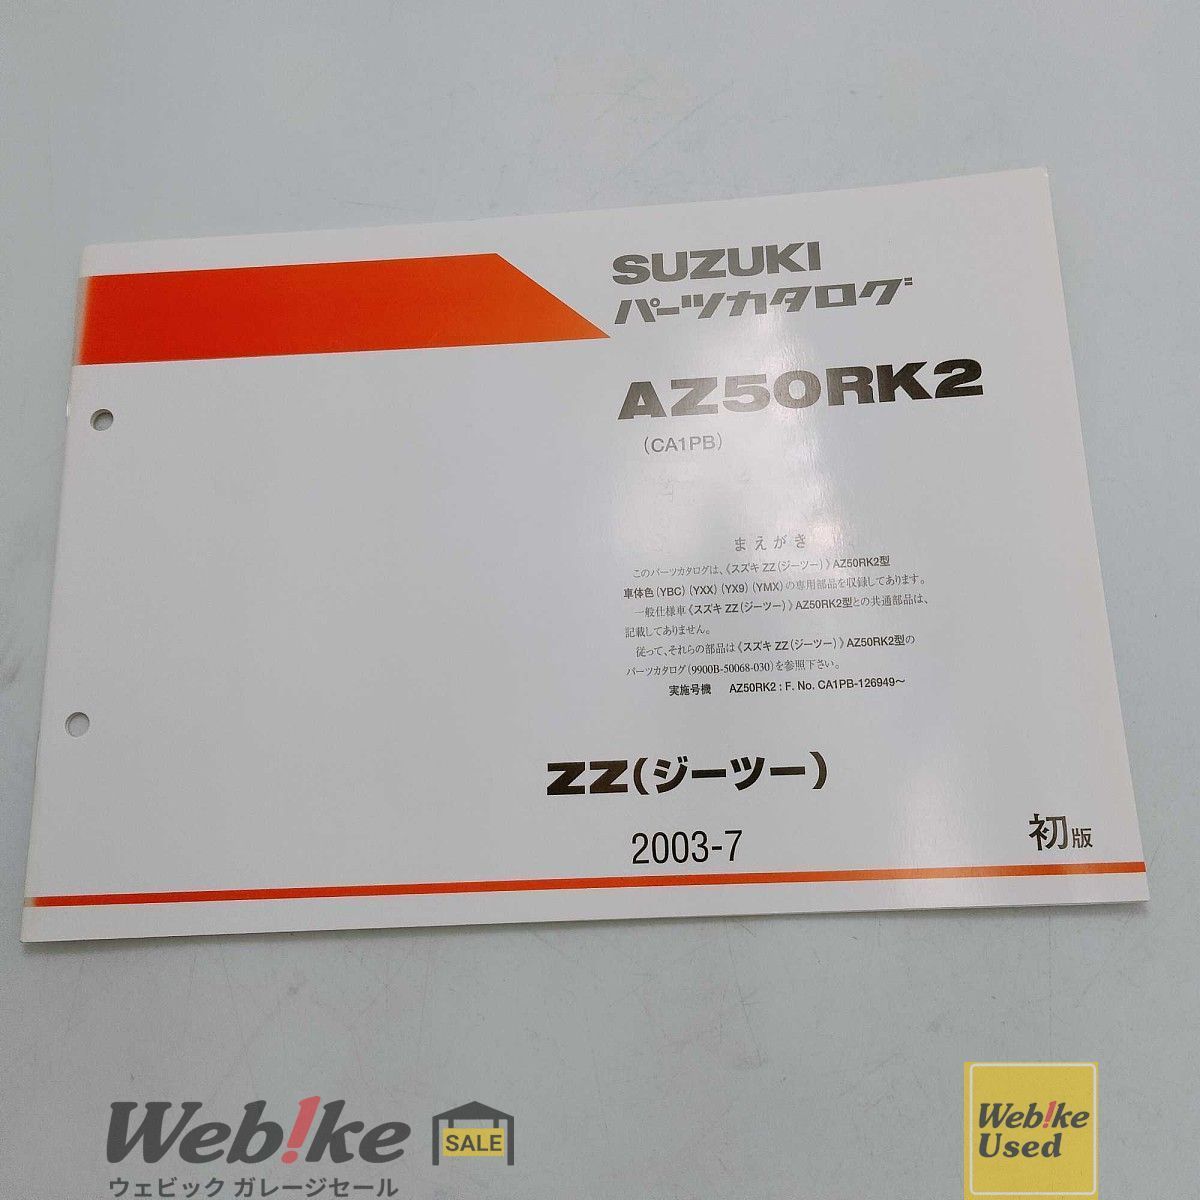 SUZUKI
パーツカタログ
AZ50RK2
(CA1PB)
まえがき
このパーツカタログは、《スズキ ZZ(ジーツー)》AZ50RK2型
車体色(YBC)(YXX)(YX9)(YMX)の専用部品を収録してあります。
一般仕様車《スズキ ZZ(ジーツー)》AZ50RK2型との共通部品は、
記載してありません。
従って、それらの部品は《スズキ ZZ(ジーツー)》AZ50RK2型の
パーツカタログ(9900B-50068-030)を参照下さい。
実施号機 AZ50RK2 : F. No. CA1PB-126949〜
ZZ(ジーツー)
2003-7
初版
Web!ke
SALE
ウェビック ガレージセール
Web!ke
Used